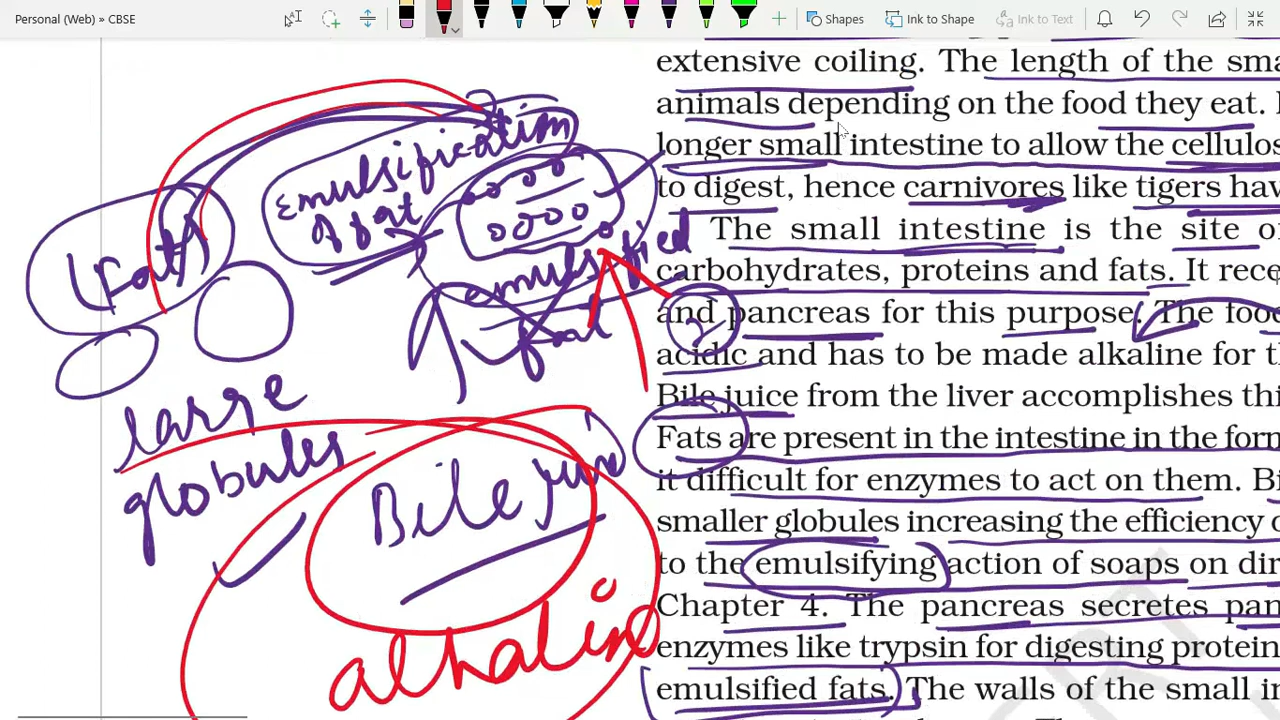 Personal (Web) » CBSE
Shapes
Ink to Shape
Ink to Text
extensive coiling. The length of the sma
animals depending on the food they eat.
longer small intestine to allow the cellulos
to digest, hence carnivores like tigers hav
The small intestine is the site o
carbohydrates, proteins and fats. It rece
and pancreas for this purpose. The foo
acidic and has to be made alkaline for t
Bile juice from the liver accomplishes thi
Fats are present in the intestine in the form
it difficult for enzymes to act on them. Bi
smaller globules increasing the efficiency
to the emulsifying action of soaps on dir
Chapter 4. The pancreas secretes pan
enzymes like trypsin for digesting protein
emulsified fats. The walls of the small in
emulsification
of fat
(Fat)
emulsified
fat
2
large
globules
Bile
alkaline